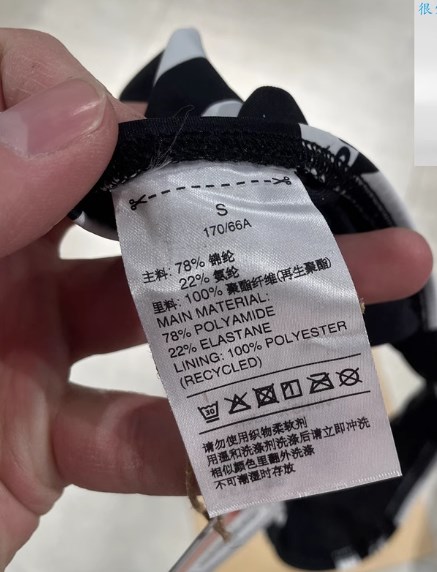 很
S
170/66A
主料: 78% 锦纶
22% 氨纶
里料: 100% 聚酯纤维(再生聚酯)
MAIN MATERIAL:
78% POLYAMIDE
22% ELASTANE
LINING: 100% POLYESTER
(RECYCLED)
30
请勿使用织物柔软剂
用温和洗涤剂洗涤后请立即冲洗
相似颜色里翻外洗涤
不可潮湿时存放